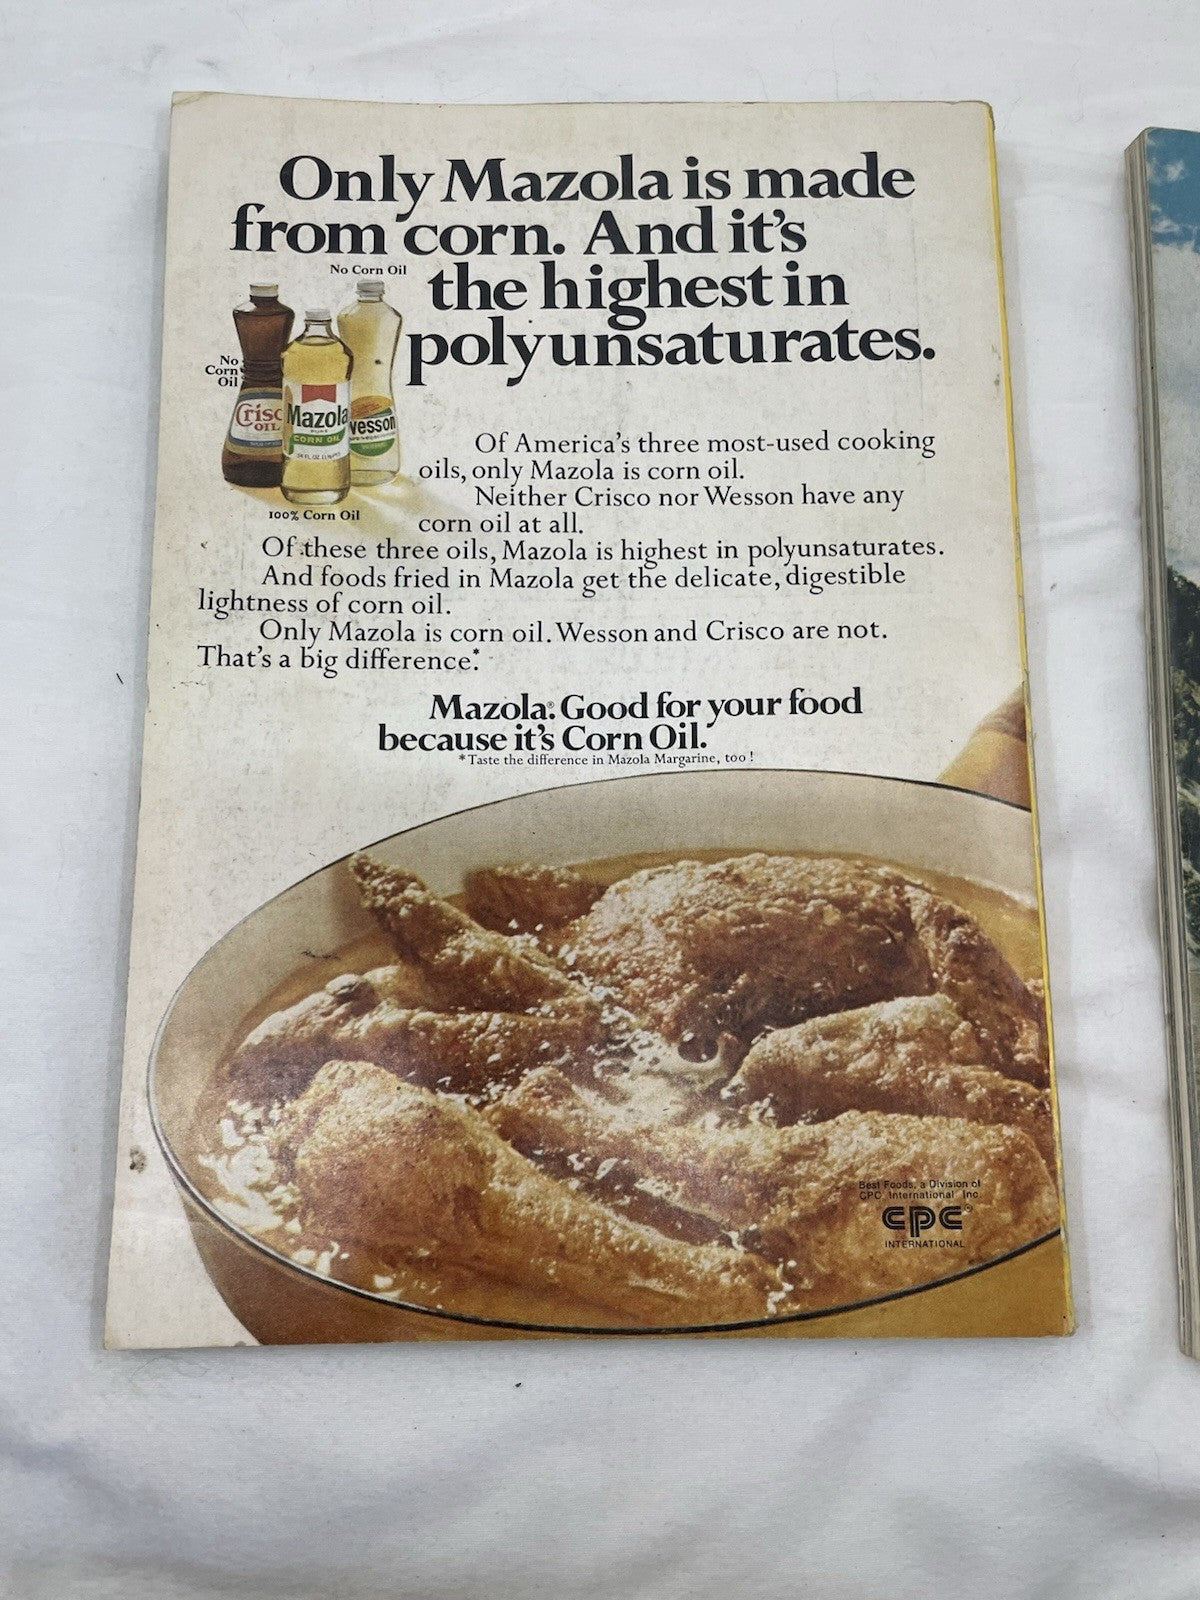 Only Mazola is made
from corn. And it's
the highest in
polyunsaturates.
No Corn Oil
No
Corn
Oil
Crisc
OIL
Mazola
PURE
CORN OIL
Wesson
100% Corn Oil
Of America's three most-used cooking
oils, only Mazola is corn oil.
Neither Crisco nor Wesson have any
corn oil at all.
Of these three oils, Mazola is highest in polyunsaturates.
And foods fried in Mazola get the delicate, digestible
lightness of corn oil.
Only Mazola is corn oil. Wesson and Crisco are not.
That's a big difference.*
Mazola.® Good for your food
because it's Corn Oil.
*Taste the difference in Mazola Margarine, too!
Best Foods, a Division of
CPC International Inc.
CPC®
INTERNATIONAL